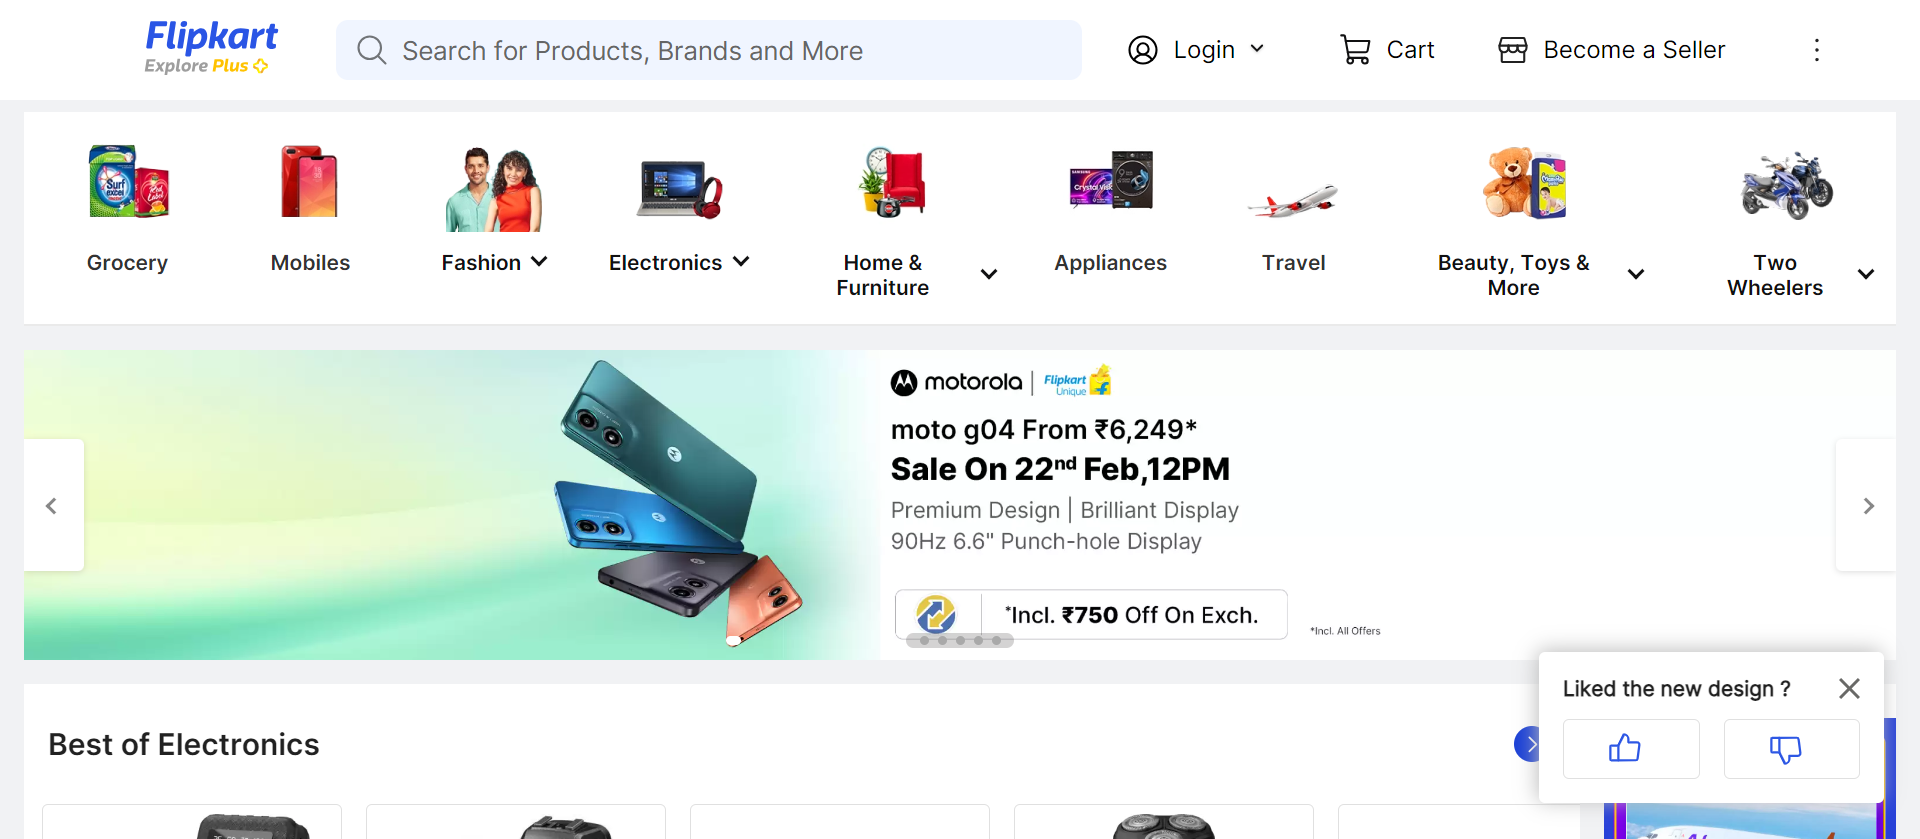 Flipkart
Explore Plus
Search for Products, Brands and More
Login
Cart
Become a Seller
Grocery
Mobiles
Fashion
Electronics
Home &
Furniture
Appliances
Travel
Beauty, Toys &
More
Two
Wheelers
motorola
Flipkart
Unique
moto g04 From ₹6,249*
Sale On 22nd Feb,12PM
Premium Design | Brilliant Display
90Hz 6.6" Punch-hole Display
*Incl. ₹750 Off On Exch.
*Incl. All Offers
Liked the new design ?
Best of Electronics